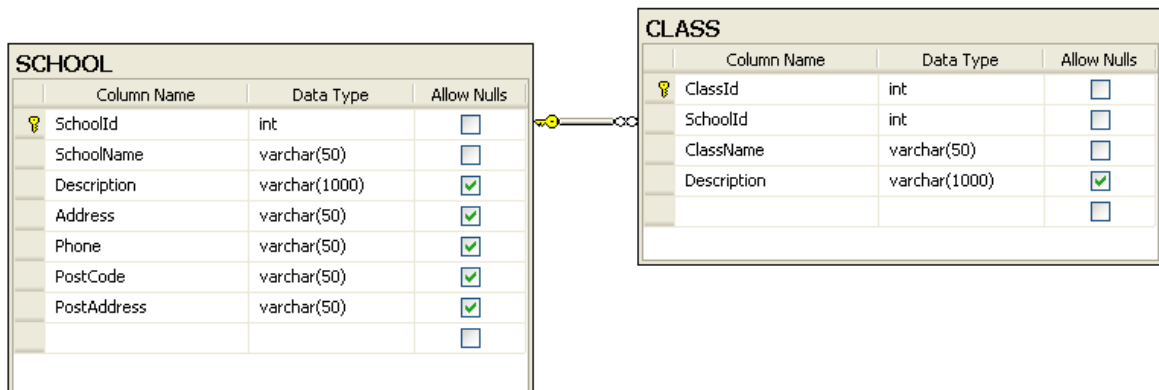 SCHOOL
Column Name Data Type Allow Nulls
SchoolId int
SchoolName varchar(50)
Description varchar(1000)
Address varchar(50)
Phone varchar(50)
PostCode varchar(50)
PostAddress varchar(50)
CLASS
Column Name Data Type Allow Nulls
ClassId int
SchoolId int
ClassName varchar(50)
Description varchar(1000)